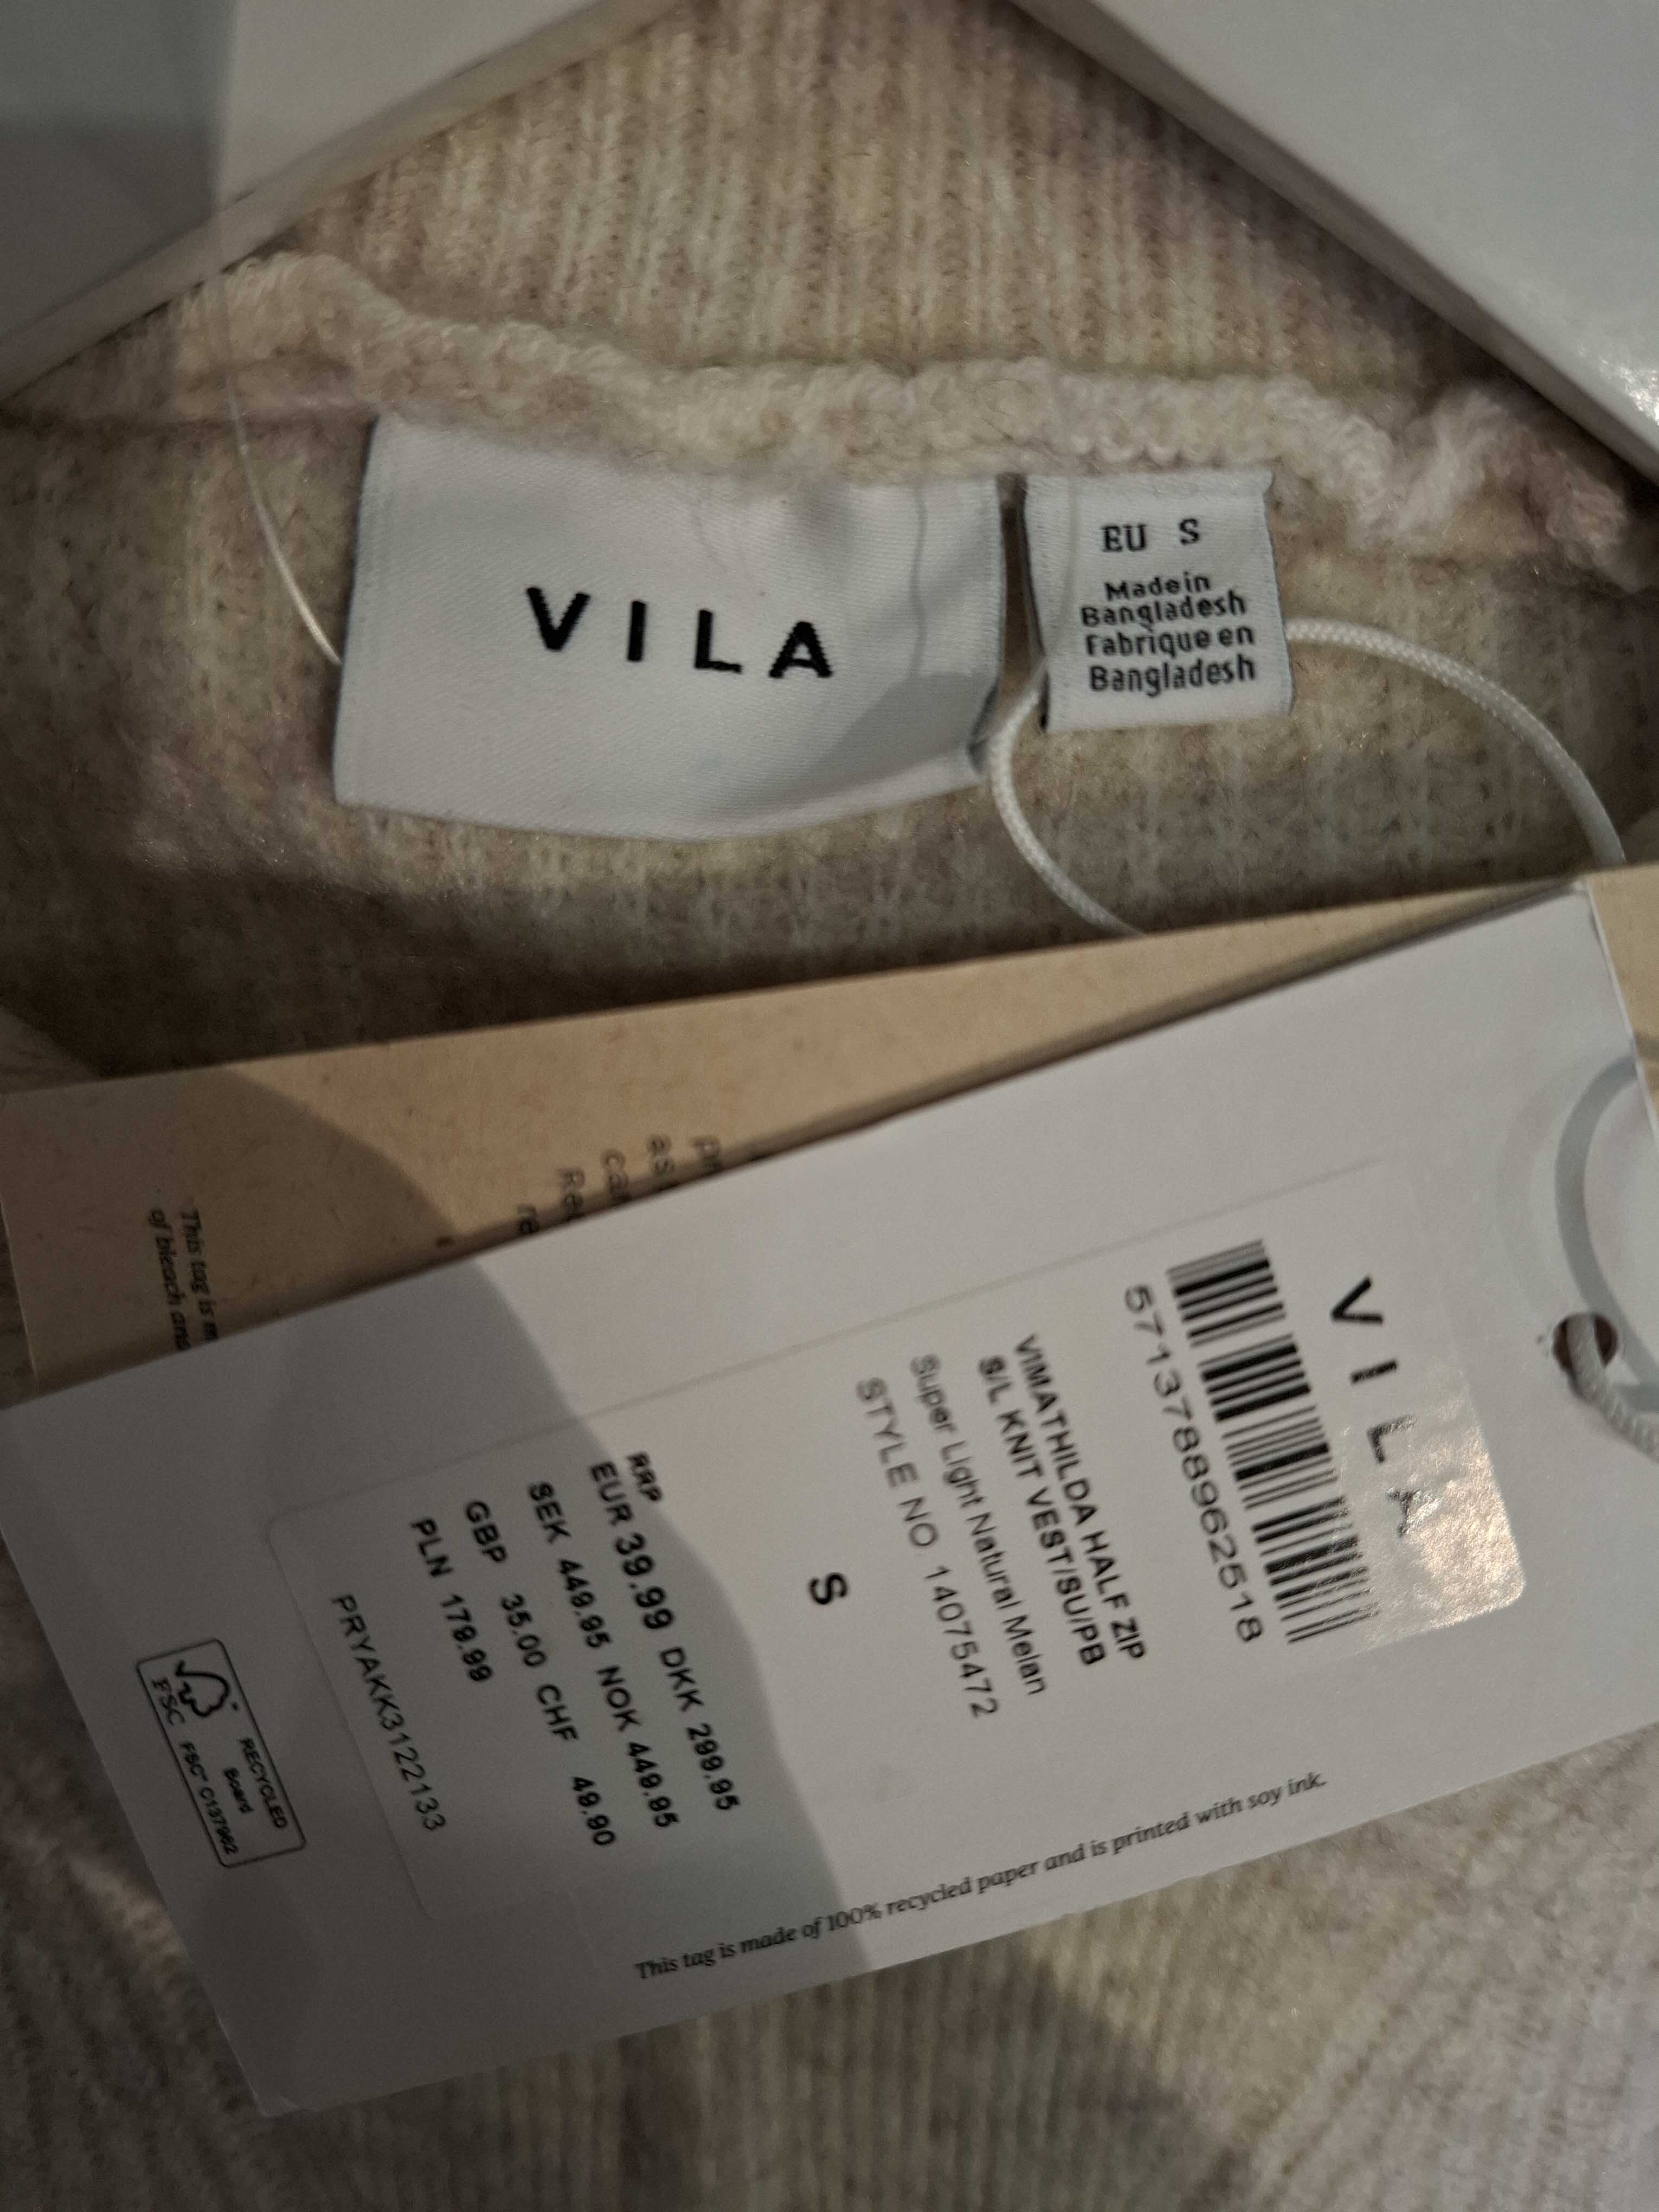 VILA
EU S
Made in
Bangladesh
Fabrique en
Bangladesh
VILA
5713788962518
VIMATHILDA HALF ZIP
S/L KNIT VEST/SU/PB
Super Light Natural Melan
STYLE NO. 14075472
S
RRP
EUR 39.99 DKK 299.95
SEK 449.95 NOK 449.95
GBP 35.00 CHF 49.90
PLN 179.99
PRYAKK3122133
RECYCLED
Board
FSC FSC® C137962
This tag is made of 100% recycled paper and is printed with soy ink.
This tag is
of bleach and